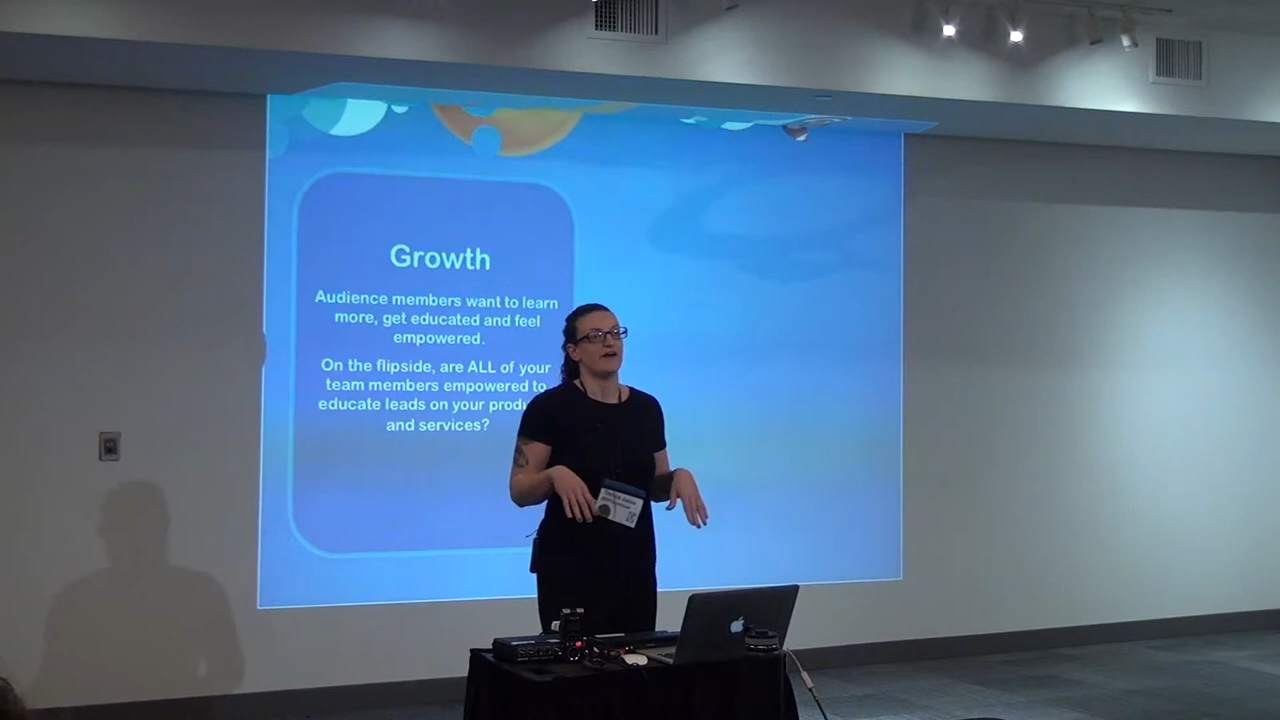 Growth
Audience members want to learn
more, get educated and feel
empowered.
On the flipside, are ALL of your
team members empowered to
educate leads on your produ
and services?